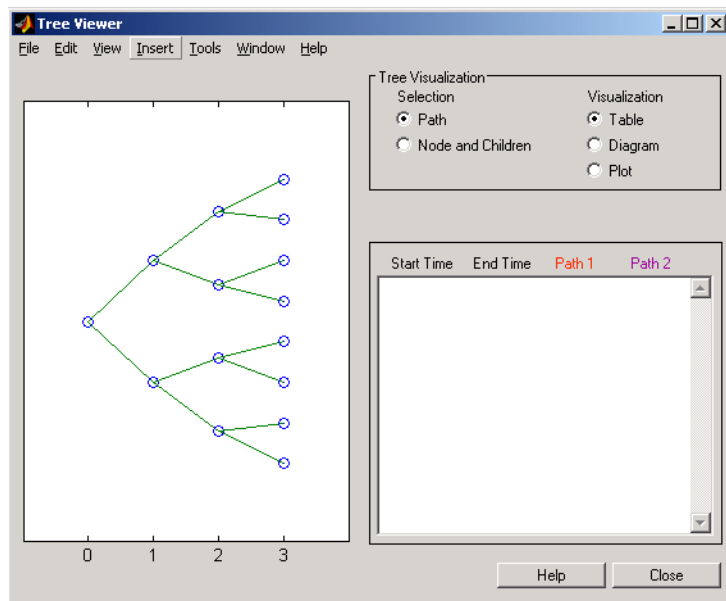 Tree Viewer
File Edit View Insert Tools Window Help
Tree Visualization
Selection Visualization
Path Table
Node and Children Diagram
Plot
Start Time End Time Path 1 Path 2
0 1 2 3
Help Close